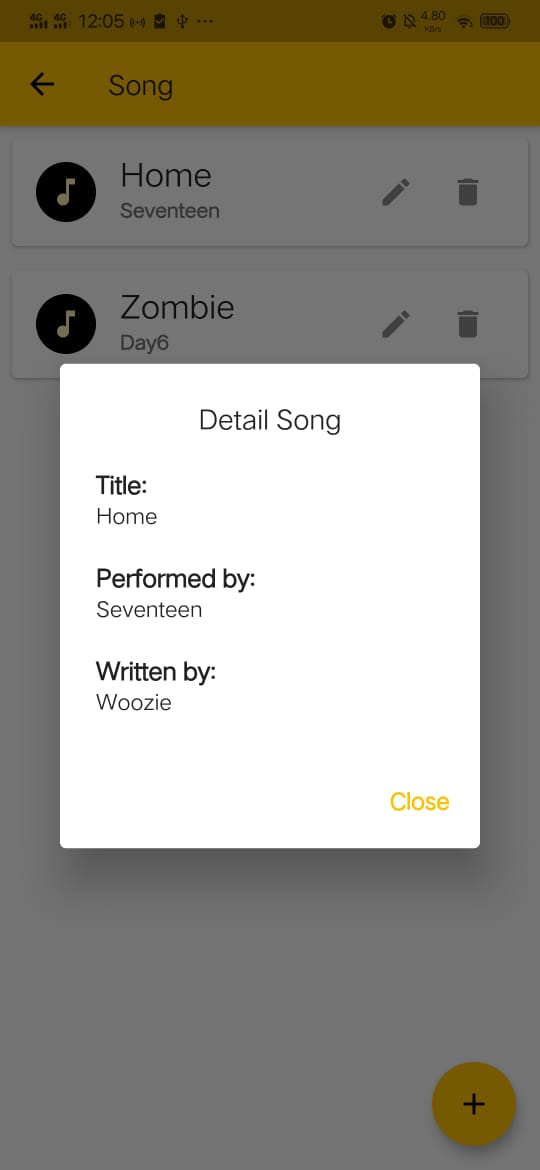 4G 4G 12:05 ... 4.80 KB/s 100
Song
Home
Seventeen
Zombie
Day6
Detail Song
Title:
Home
Performed by:
Seventeen
Written by:
Woozie
Close